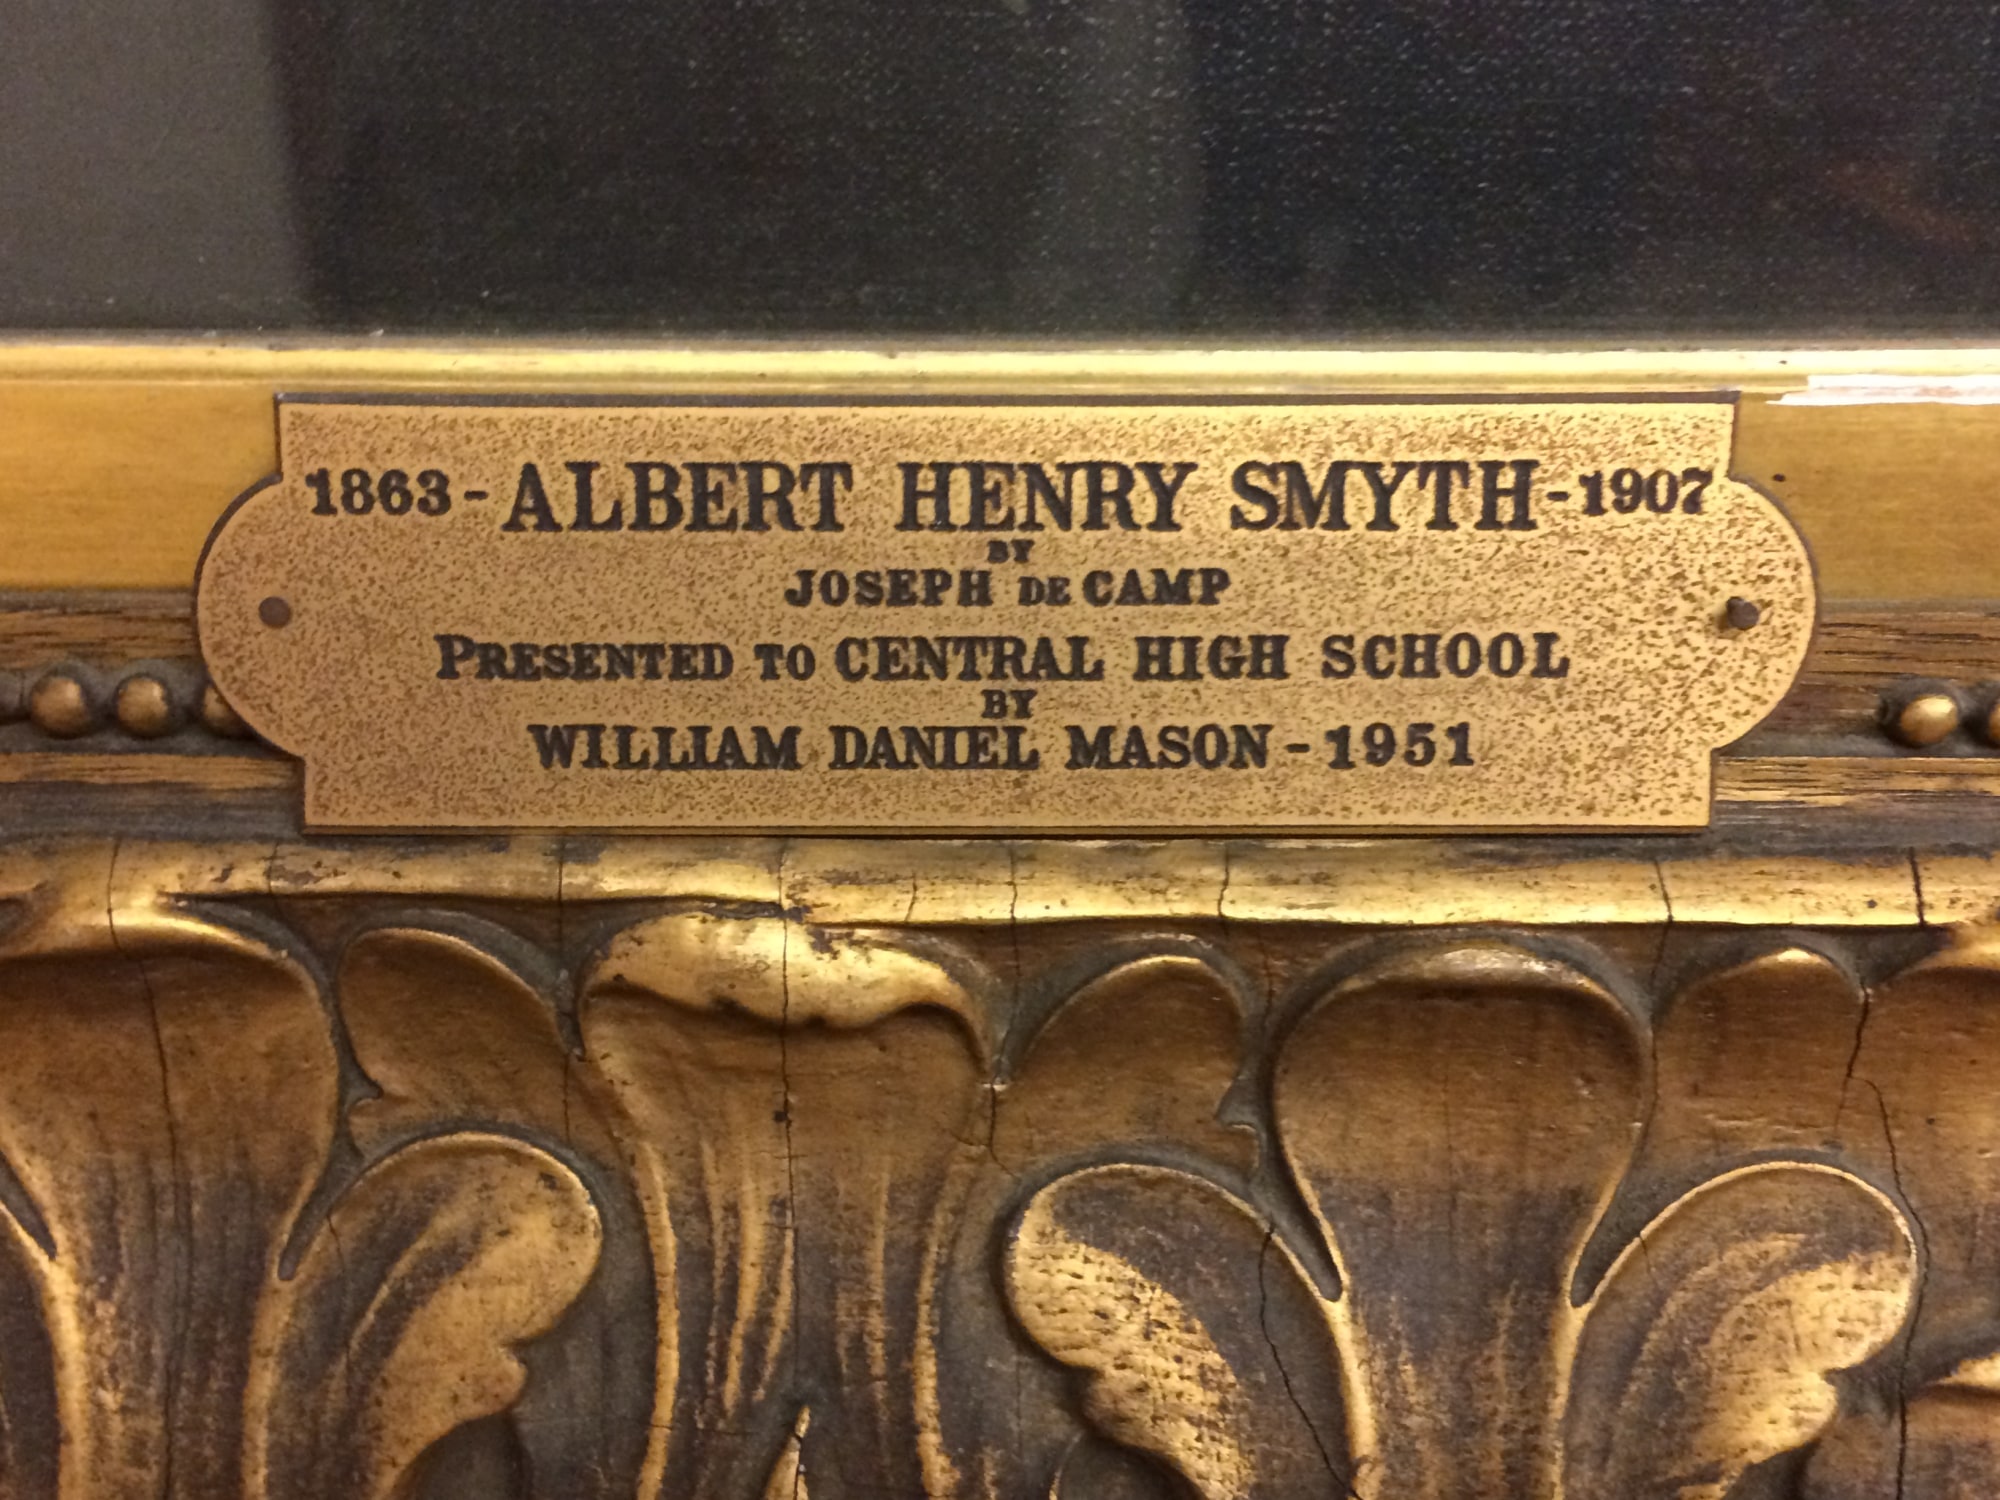 1863-ALBERT HENRY SMYTH-1907
BY
JOSEPH DE CAMP
PRESENTED TO CENTRAL HIGH SCHOOL
BY
WILLIAM DANIEL MASON-1951